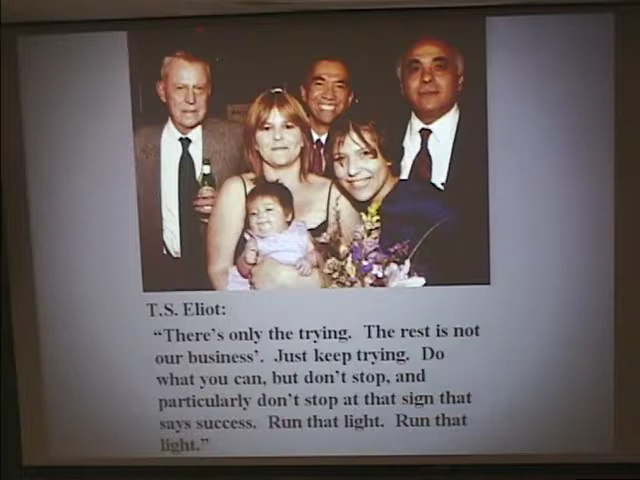 T.S. Eliot:
“There’s only the trying. The rest is not
our business’. Just keep trying. Do
what you can, but don’t stop, and
particularly don’t stop at that sign that
says success. Run that light. Run that
light.”